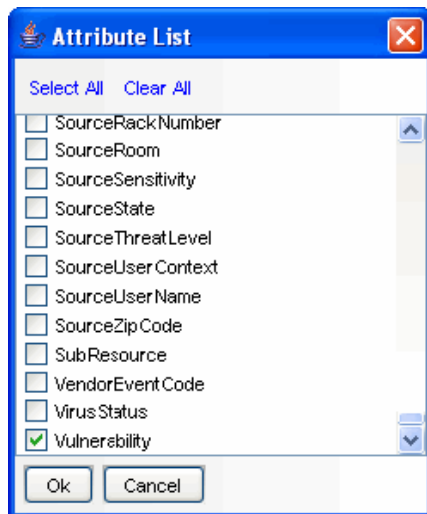 Attribute List
Select All Clear All
SourceRackNumber
SourceRoom
SourceSensitivity
SourceState
SourceThreatLevel
SourceUserContext
SourceUserName
SourceZipCode
SubResource
VendorEventCode
VirusStatus
Vulnerability
Ok Cancel